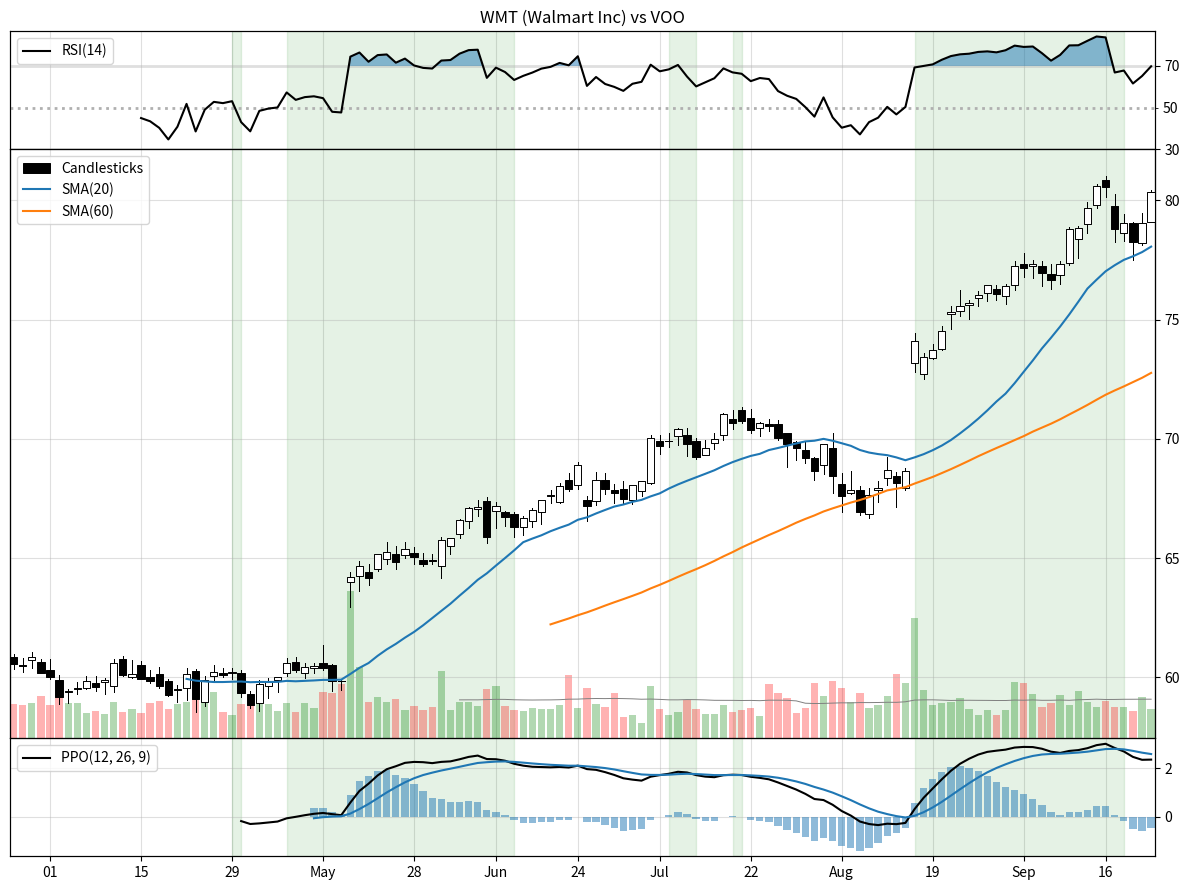 WMT (Walmart Inc) vs VOO
RSI(14)
70
50
30
Candlesticks
SMA(20)
SMA(60)
80
75
70
65
60
PPO(12, 26, 9)
2
0
01 15 29 May 28 Jun 24 Jul 22 Aug 19 Sep 16